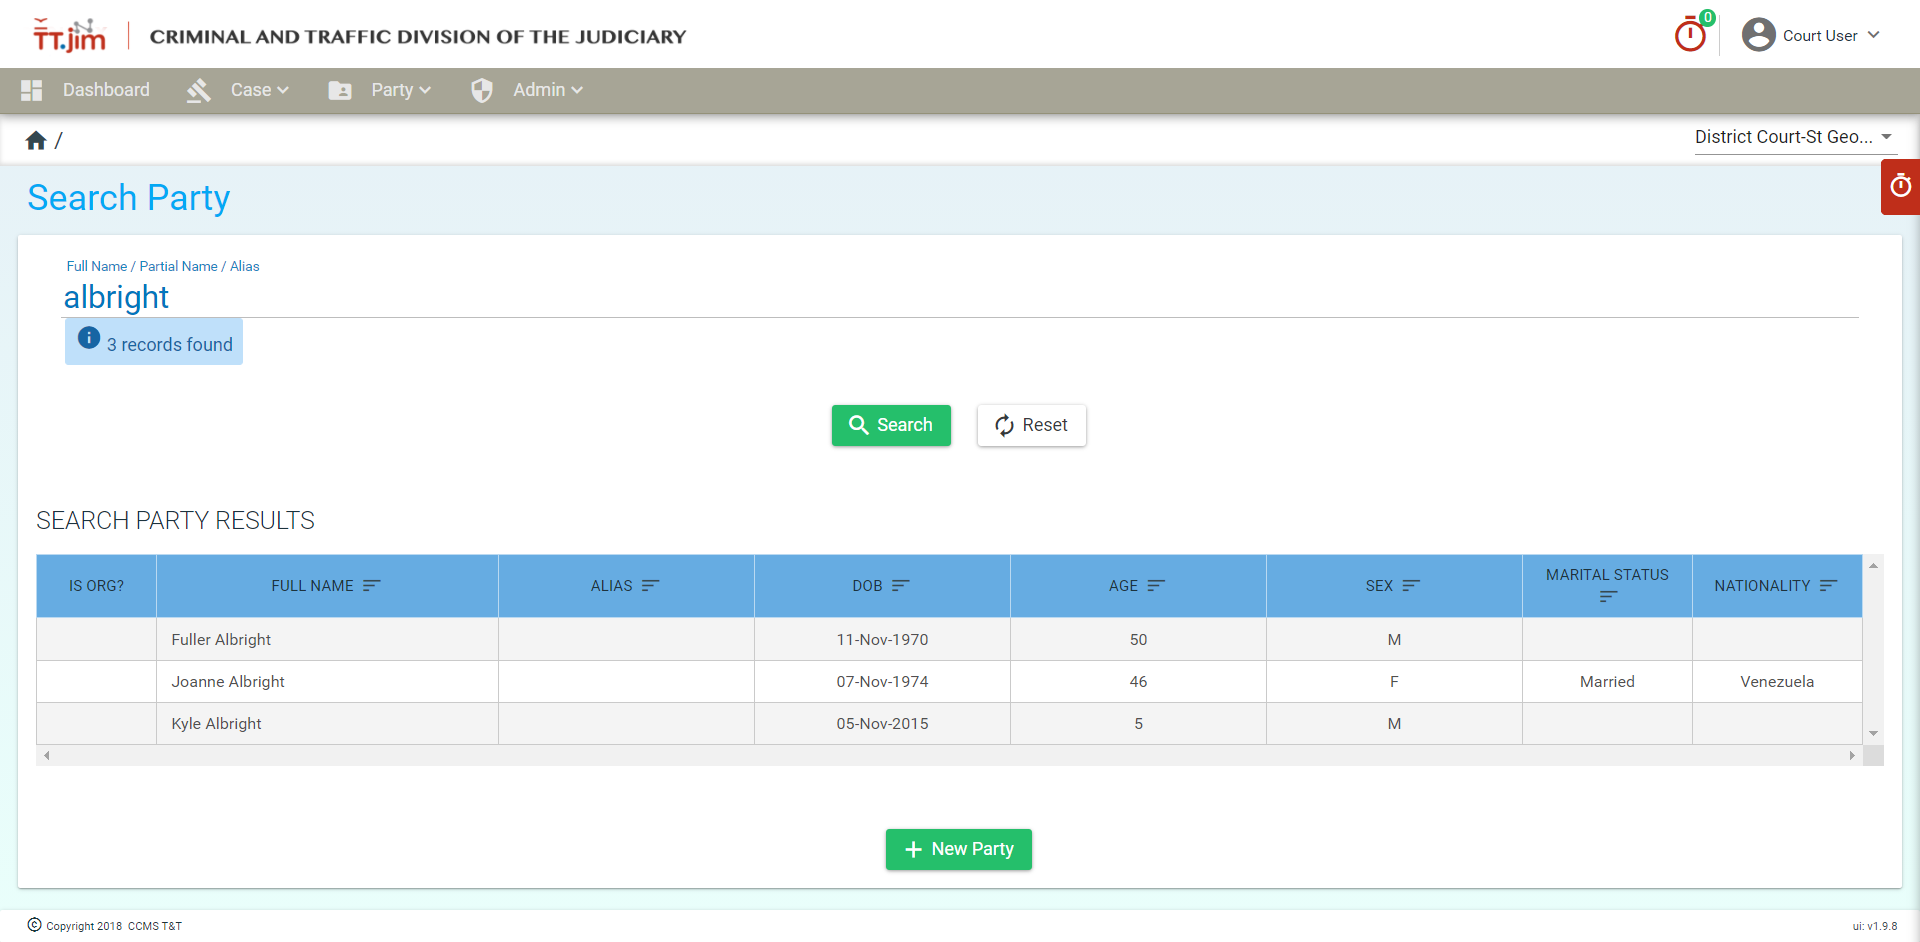 TT.jim
CRIMINAL AND TRAFFIC DIVISION OF THE JUDICIARY
0
Court User
Dashboard
Case
Party
Admin
/
District Court-St Geo...
Search Party
Full Name / Partial Name / Alias
albright
3 records found
Search
Reset
SEARCH PARTY RESULTS
IS ORG? FULL NAME ALIAS DOB AGE SEX MARITAL STATUS NATIONALITY
Fuller Albright 11-Nov-1970 50 M
Joanne Albright 07-Nov-1974 46 F Married Venezuela
Kyle Albright 05-Nov-2015 5 M
+ New Party
© Copyright 2018 CCMS T&T
ui: v1.9.8